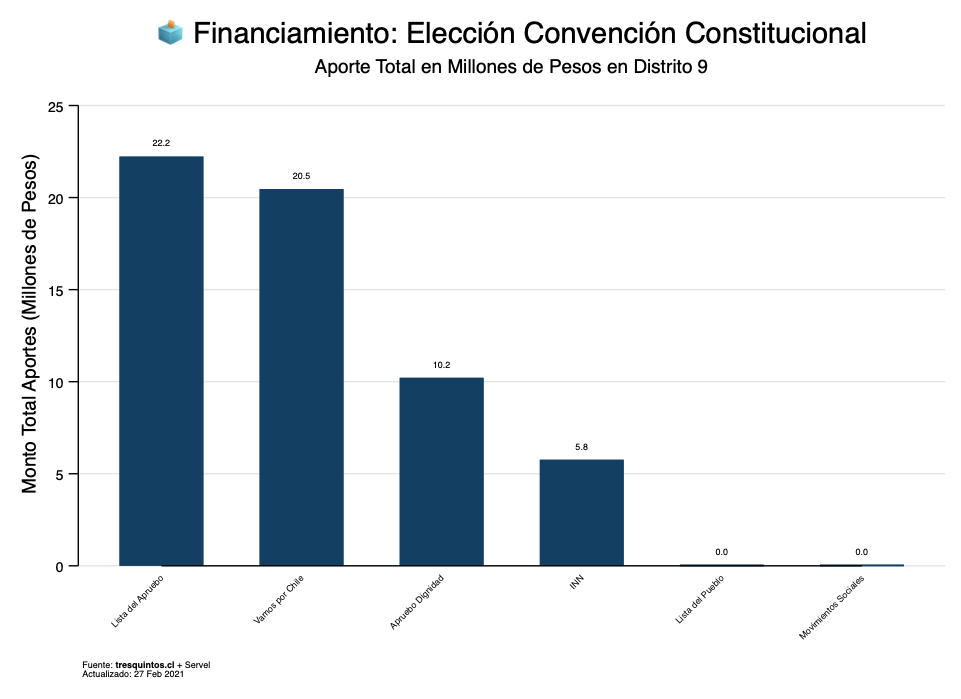 Financiamiento: Elección Convención Constitucional
Aporte Total en Millones de Pesos en Distrito 9
Monto Total Aportes (Millones de Pesos)
25
20
15
10
5
0
22.2
20.5
10.2
5.8
0.0
0.0
Lista del Apruebo
Vamos por Chile
Apruebo Dignidad
INN
Lista del Pueblo
Movimientos Sociales
Fuente: tresquintos.cl + Servel
Actualizado: 27 Feb 2021